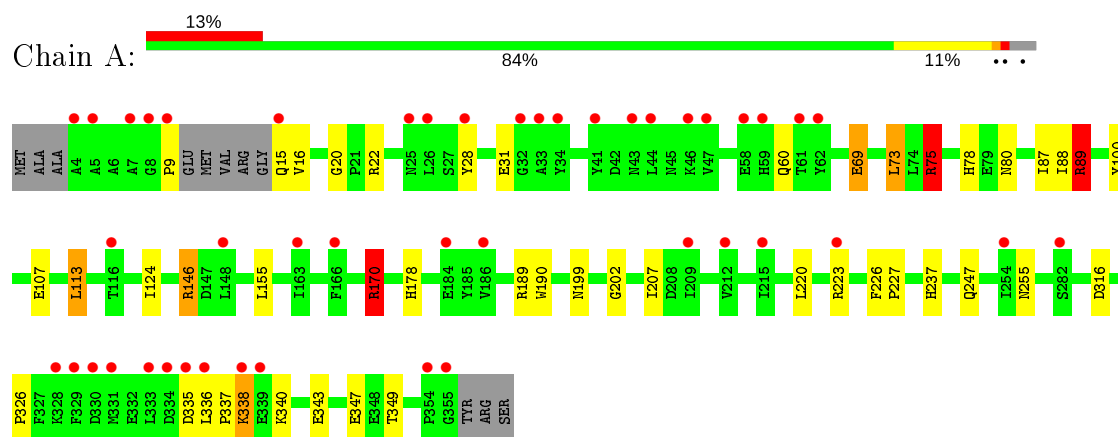 13%
Chain A:
84% 11% •• •
MET ALA ALA A4 A5 A6 A7 G8 P9 GLU MET VAL ARG GLY Q15 V16 G20 P21 R22 N25 L26 S27 Y28 E31 G32 A33 Y34 Y41 D42 N43 L44 N45 K46 V47 E58 H59 Q60 T61 Y62 E69 L73 L74 R75 H78 E79 N80 I87 I88 R89 Y100
E107 L113 T116 I124 R146 D147 L148 L155 I163 F166 R170 H178 E184 Y185 V186 R189 W190 N199 G202 I207 D208 I209 V212 I215 L220 R223 F226 P227 H237 Q247 I254 N255 S282 D316
P326 F327 K328 F329 D330 M331 E332 L333 D334 D335 L336 P337 K338 E339 K340 E343 E347 E348 T349 P354 G355 TYR ARG SER